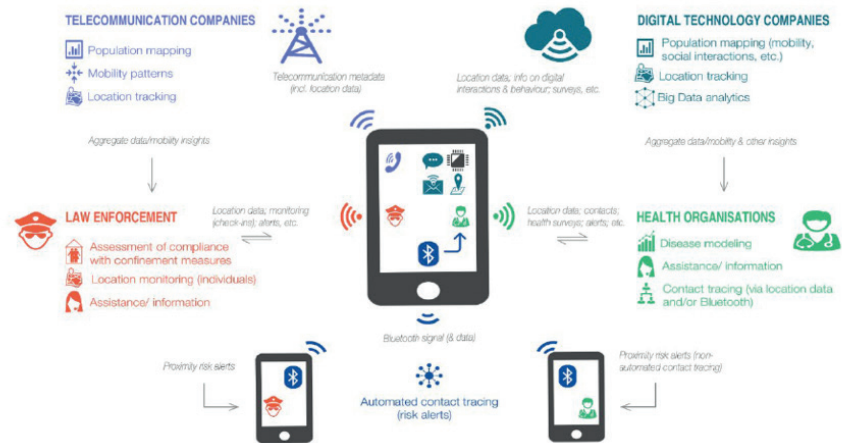 TELECOMMUNICATION COMPANIES
Population mapping
Mobility patterns
Location tracking
Telecommunication metadata
(incl. location data)
Location data; info on digital
interactions & behaviour; surveys, etc.
DIGITAL TECHNOLOGY COMPANIES
Population mapping (mobility,
social interactions, etc.)
Location tracking
Big Data analytics
Aggregate data/mobility insights
Aggregate data/mobility & other insights
LAW ENFORCEMENT
Assessment of compliance
with confinement measures
Location monitoring (individuals)
Assistance/ information
Location data; monitoring
(check-ins); alerts, etc.
Location data; contacts;
health surveys; alerts; etc.
HEALTH ORGANISATIONS
Disease modeling
Assistance/ information
Contact tracing (via location data
and/or Bluetooth)
Bluetooth signal (& data)
Proximity risk alerts
Automated contact tracing
(risk alerts)
Proximity risk alerts (non-
automated contact tracing)